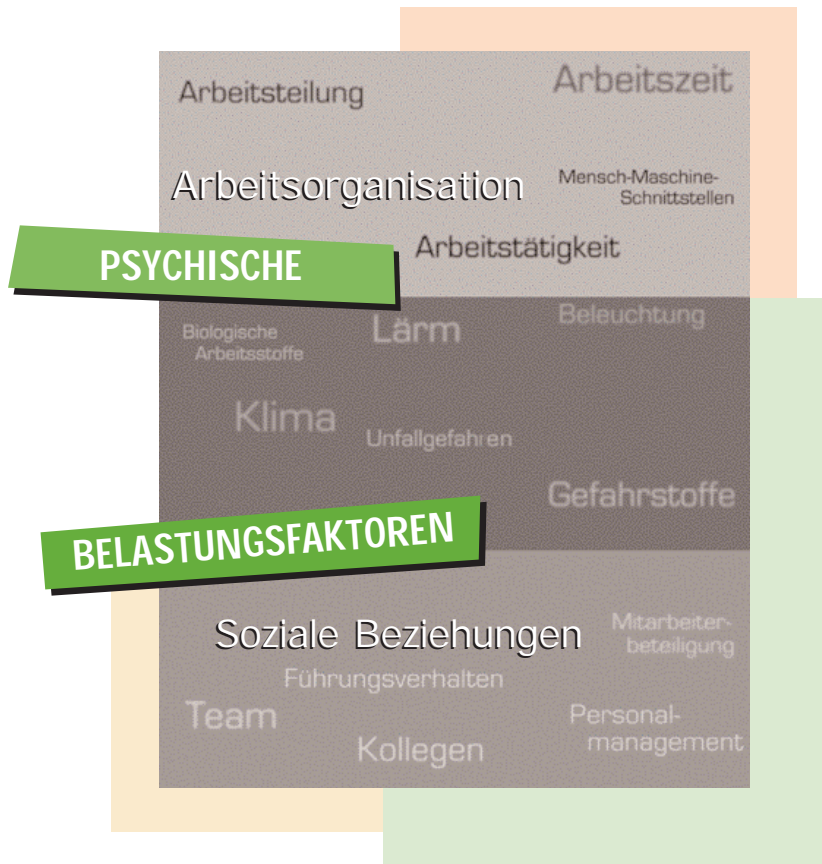 Arbeitsteilung
Arbeitszeit
Arbeitsorganisation
Mensch-Maschine-
Schnittstellen
Arbeitstätigkeit
PSYCHISCHE
Biologische
Arbeitsstoffe
Lärm
Beleuchtung
Klima
Unfallgefahren
Gefahrstoffe
BELASTUNGSFAKTOREN
Soziale Beziehungen
Mitarbeiter-
beteiligung
Führungsverhalten
Team
Personal-
management
Kollegen